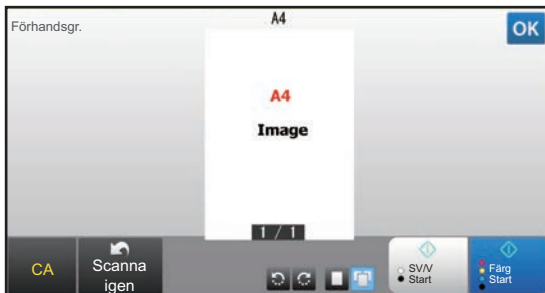 Förhandsgr.
A4
OK
A4
Image
1 / 1
CA
Scanna
igen
SV/V
Start
Färg
Start